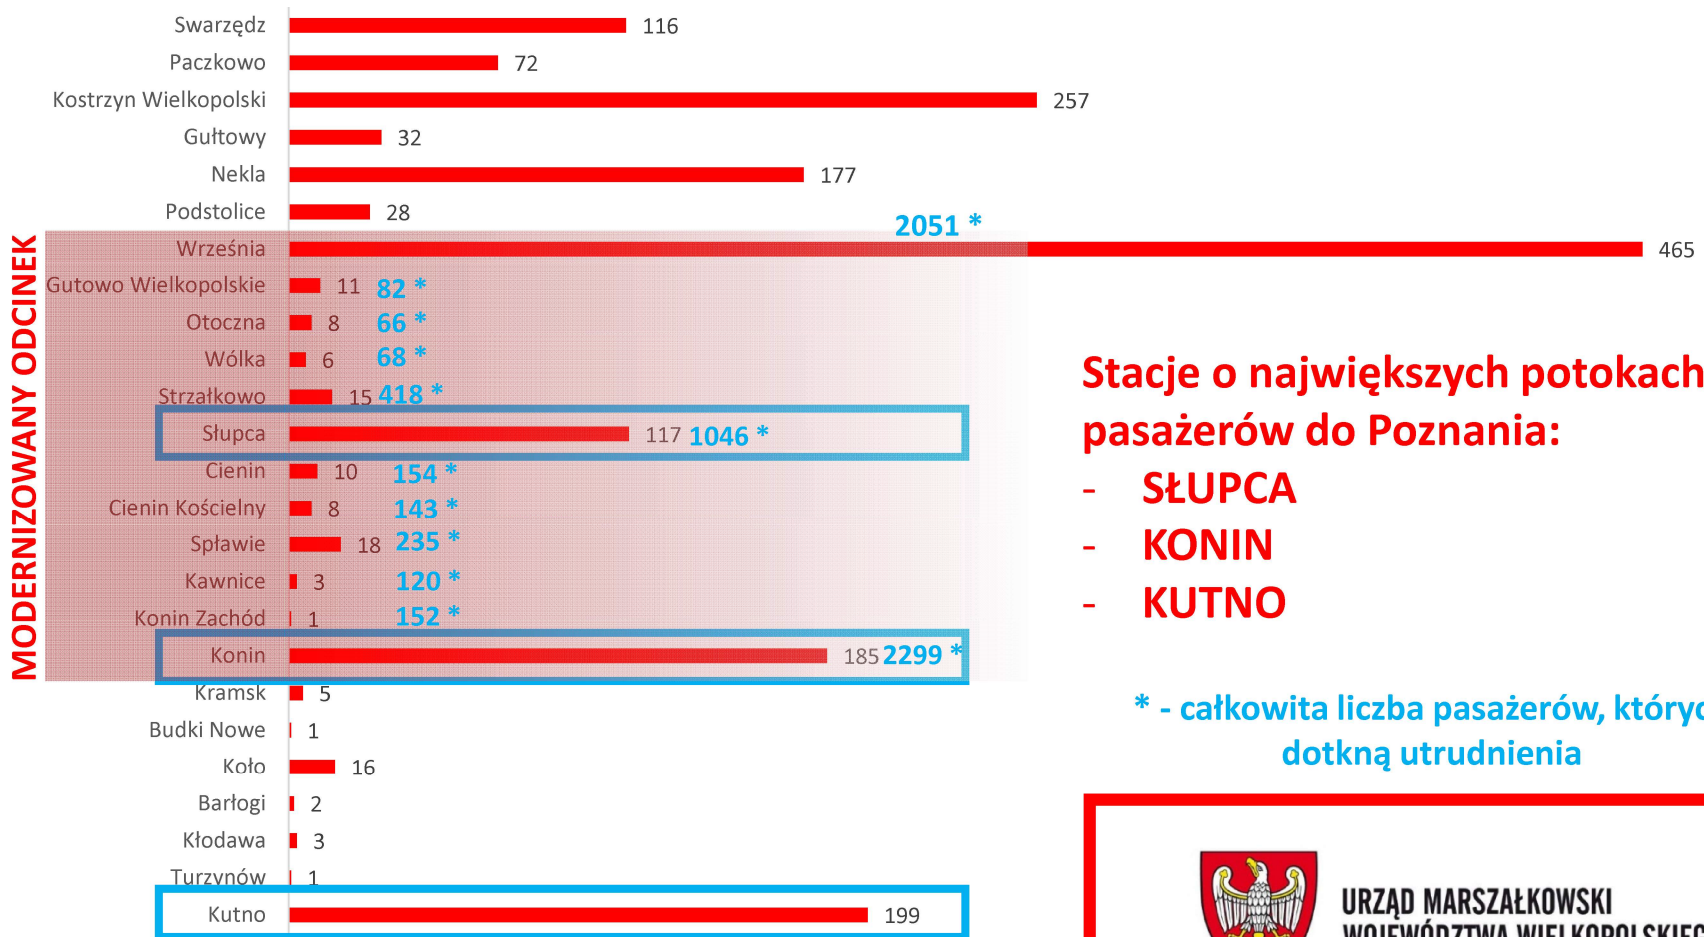 Swarzędz 116
Paczkowo 72
Kostrzyn Wielkopolski 257
Gułtowy 32
Nekla 177
Podstolice 28
2051 *
Września 465
Gutowo Wielkopolskie 11 82 *
Otoczna 8 66 *
Wólka 6 68 *
Strzałkowo 15 418 *
Słupca 117 1046 *
Cienin 10 154 *
Cienin Kościelny 8 143 *
Spławie 18 235 *
Kawnice 3 120 *
Konin Zachód 1 152 *
Konin 185 2299 *
Kramsk 5
Budki Nowe 1
Koło 16
Barłogi 2
Kłodawa 3
Turzynów 1
Kutno 199
MODERNIZOWANY ODCINEK
Stacje o największych potokach
pasażerów do Poznania:
- SŁUPCA
- KONIN
- KUTNO
* - całkowita liczba pasażerów, któryc
dotkną utrudnienia
URZĄD MARSZAŁKOWSKI
WOJEWÓDZTWA WIELKOPOLSKIEG